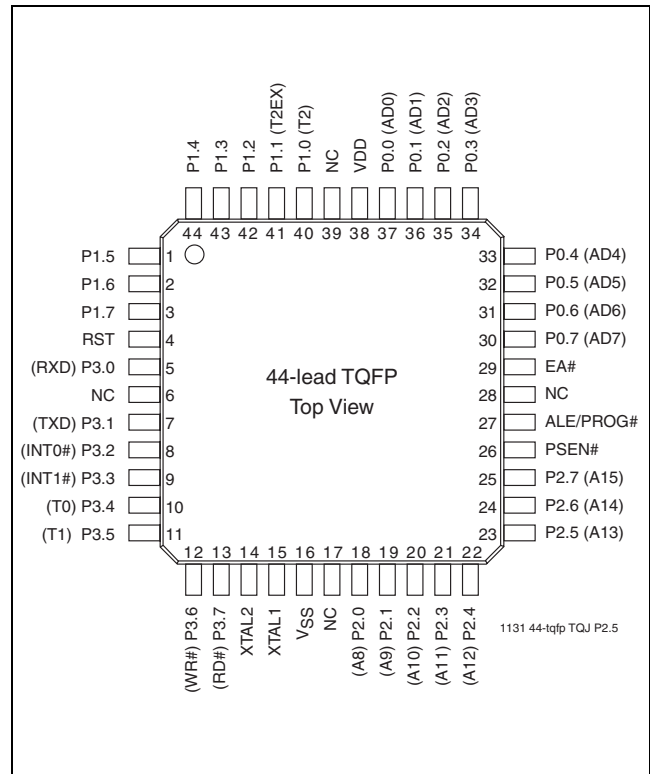 P1.4
P1.3
P1.2
P1.1 (T2EX)
P1.0 (T2)
NC
VDD
P0.0 (AD0)
P0.1 (AD1)
P0.2 (AD2)
P0.3 (AD3)
44 43 42 41 40 39 38 37 36 35 34
P1.5 1
P1.6 2
P1.7 3
RST 4
(RXD) P3.0 5
NC 6
(TXD) P3.1 7
(INT0#) P3.2 8
(INT1#) P3.3 9
(T0) P3.4 10
(T1) P3.5 11
44-lead TQFP
Top View
33 P0.4 (AD4)
32 P0.5 (AD5)
31 P0.6 (AD6)
30 P0.7 (AD7)
29 EA#
28 NC
27 ALE/PROG#
26 PSEN#
25 P2.7 (A15)
24 P2.6 (A14)
23 P2.5 (A13)
12 13 14 15 16 17 18 19 20 21 22
(WR#) P3.6
(RD#) P3.7
XTAL2
XTAL1
VSS
NC
(A8) P2.0
(A9) P2.1
(A10) P2.2
(A11) P2.3
(A12) P2.4
1131 44-tqfp TQJ P2.5